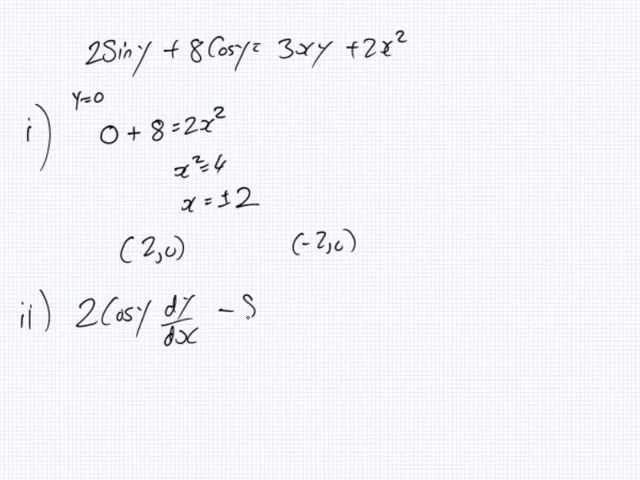 2Siny + 8Cosy = 3xy + 2x²
i) y=0
0 + 8 = 2x²
x² = 4
x = ±2
(2,0) (-2,0)
ii) 2Cosy dy/dx -